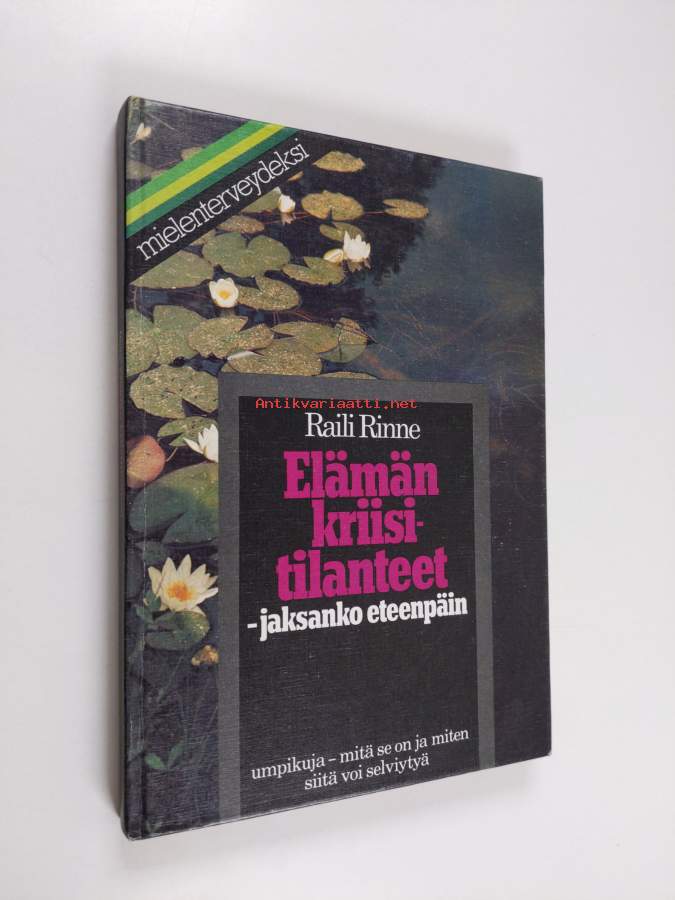 mielenterveydeksi
Antikvariaatti.net
Raili Rinne
Elämän
kriisi-
tilanteet
- jaksanko eteenpäin
umpikuja - mitä se on ja miten
siitä voi selviytyä